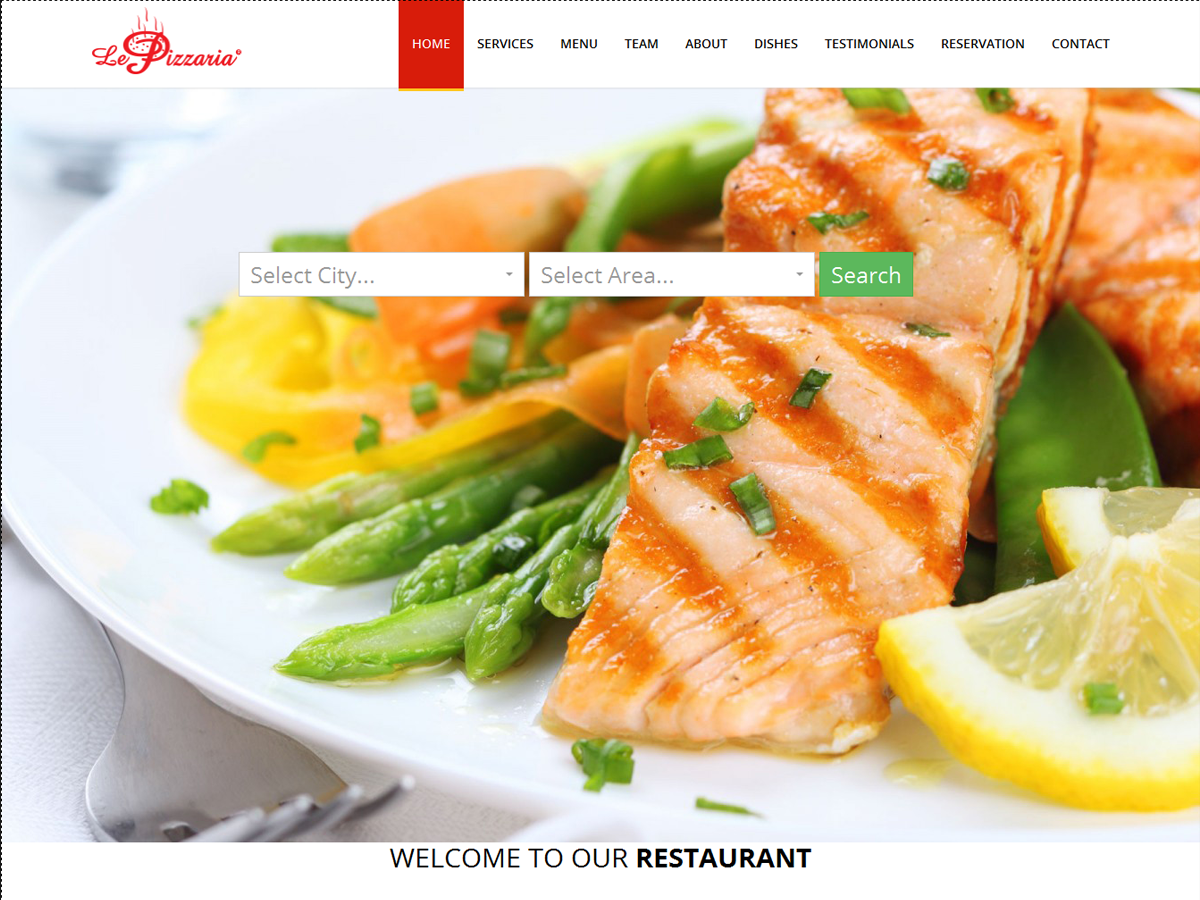 Le Pizzaria
HOME SERVICES MENU TEAM ABOUT DISHES TESTIMONIALS RESERVATION CONTACT
Select City... Select Area... Search
WELCOME TO OUR RESTAURANT